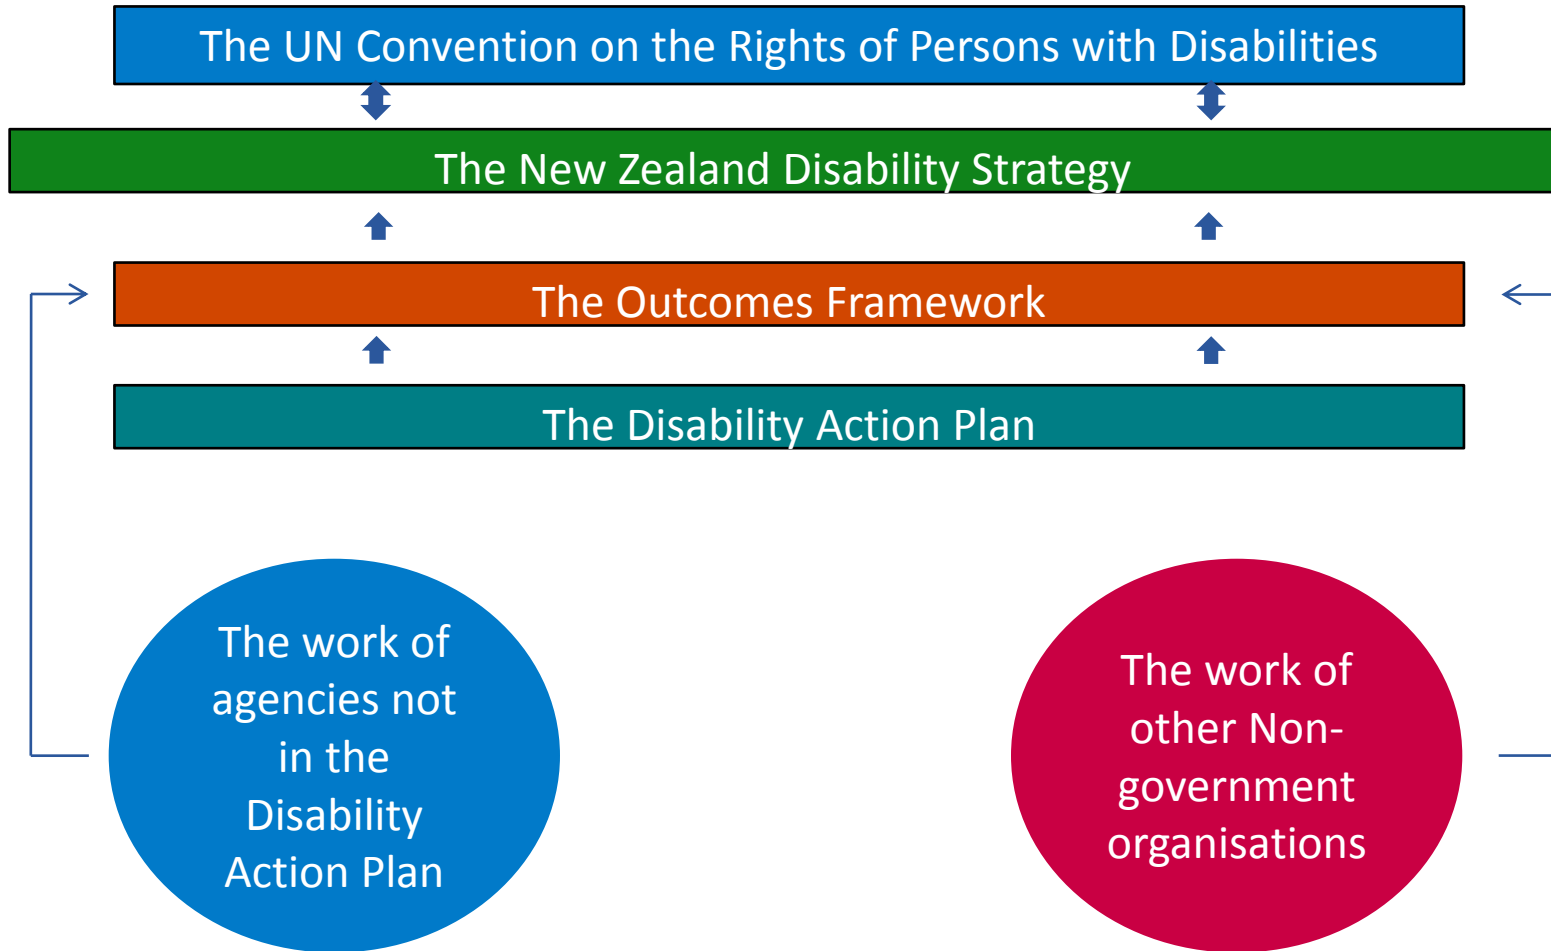 The UN Convention on the Rights of Persons with Disabilities
The New Zealand Disability Strategy
The Outcomes Framework
The Disability Action Plan
The work of
agencies not
in the
Disability
Action Plan
The work of
other Non-
government
organisations